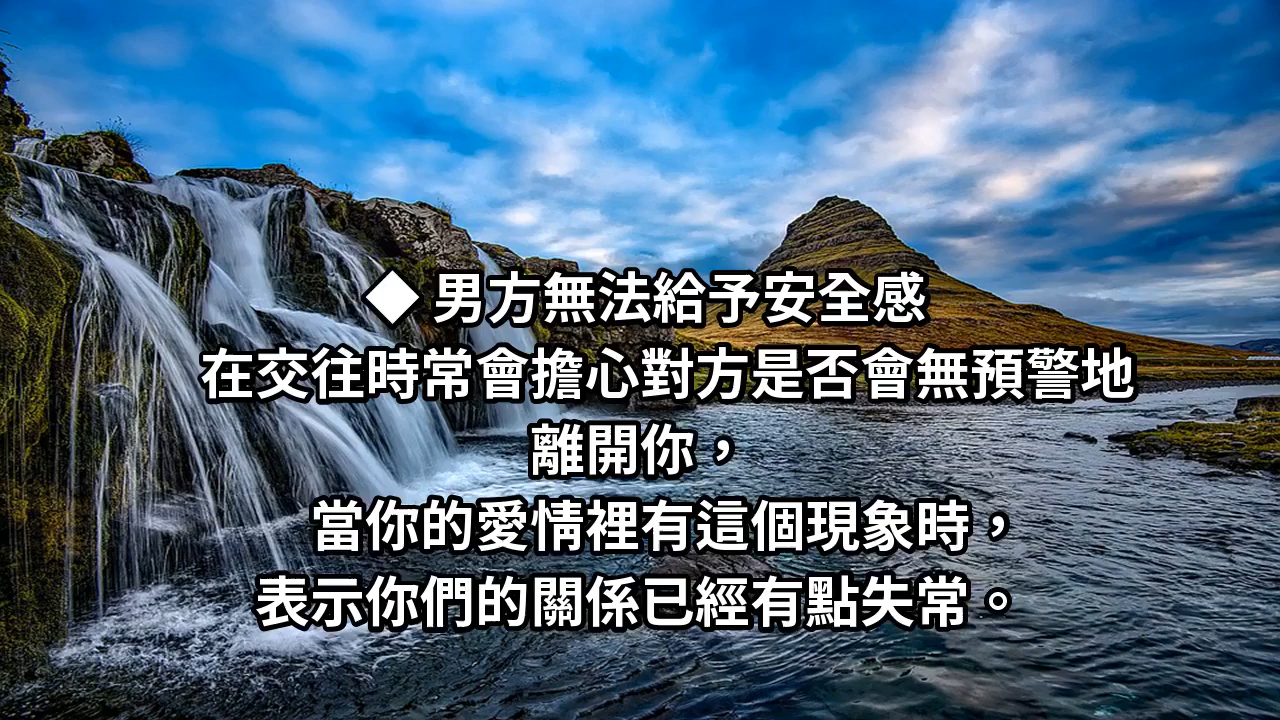 ◆ 男方無法給予安全感
在交往時常會擔心對方是否會無預警地
離開你，
當你的愛情裡有這個現象時，
表示你們的關係已經有點失常。